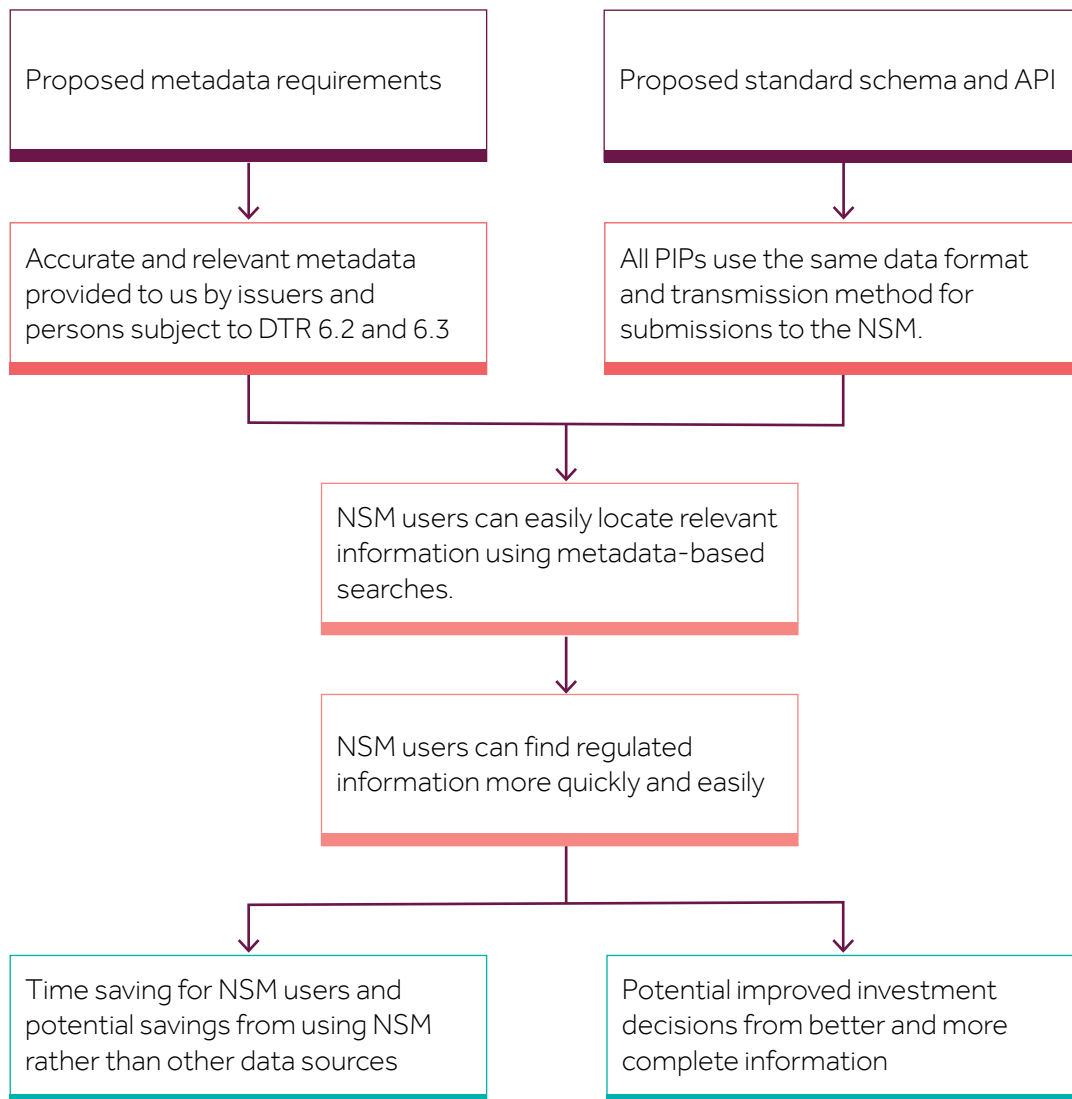 Proposed metadata requirements
Proposed standard schema and API
Accurate and relevant metadata
provided to us by issuers and
persons subject to DTR 6.2 and 6.3
All PIPs use the same data format
and transmission method for
submissions to the NSM.
NSM users can easily locate relevant
information using metadata-based
searches.
NSM users can find regulated
information more quickly and easily
Time saving for NSM users and
potential savings from using NSM
rather than other data sources
Potential improved investment
decisions from better and more
complete information